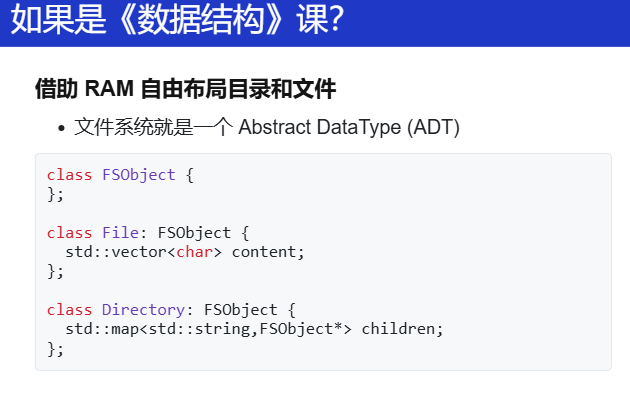 如果是《数据结构》课？
借助 RAM 自由布局目录和文件
• 文件系统就是一个 Abstract DataType (ADT)
class FSObject {
};

class File: FSObject {
  std::vector<char> content;
};

class Directory: FSObject {
  std::map<std::string,FSObject*> children;
};